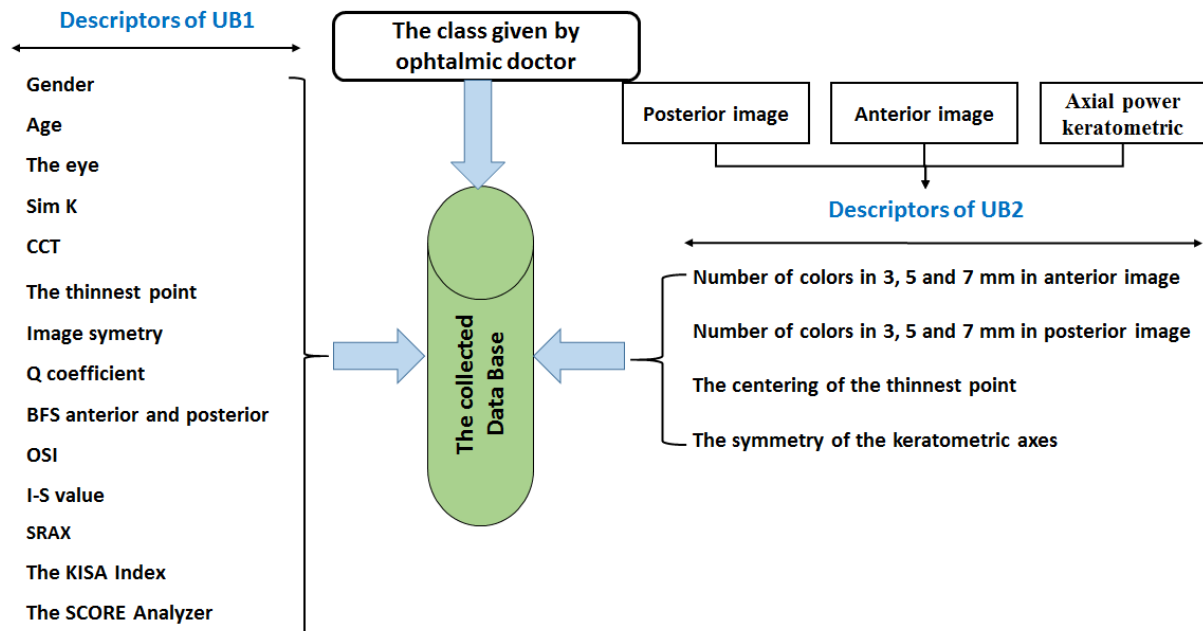 Descriptors of UB1
Gender
Age
The eye
Sim K
CCT
The thinnest point
Image symetry
Q coefficient
BFS anterior and posterior
OSI
I-S value
SRAX
The KISA Index
The SCORE Analyzer
The class given by
ophtalmic doctor
The collected
Data Base
Posterior image
Anterior image
Axial power
keratometric
Descriptors of UB2
Number of colors in 3, 5 and 7 mm in anterior image
Number of colors in 3, 5 and 7 mm in posterior image
The centering of the thinnest point
The symmetry of the keratometric axes